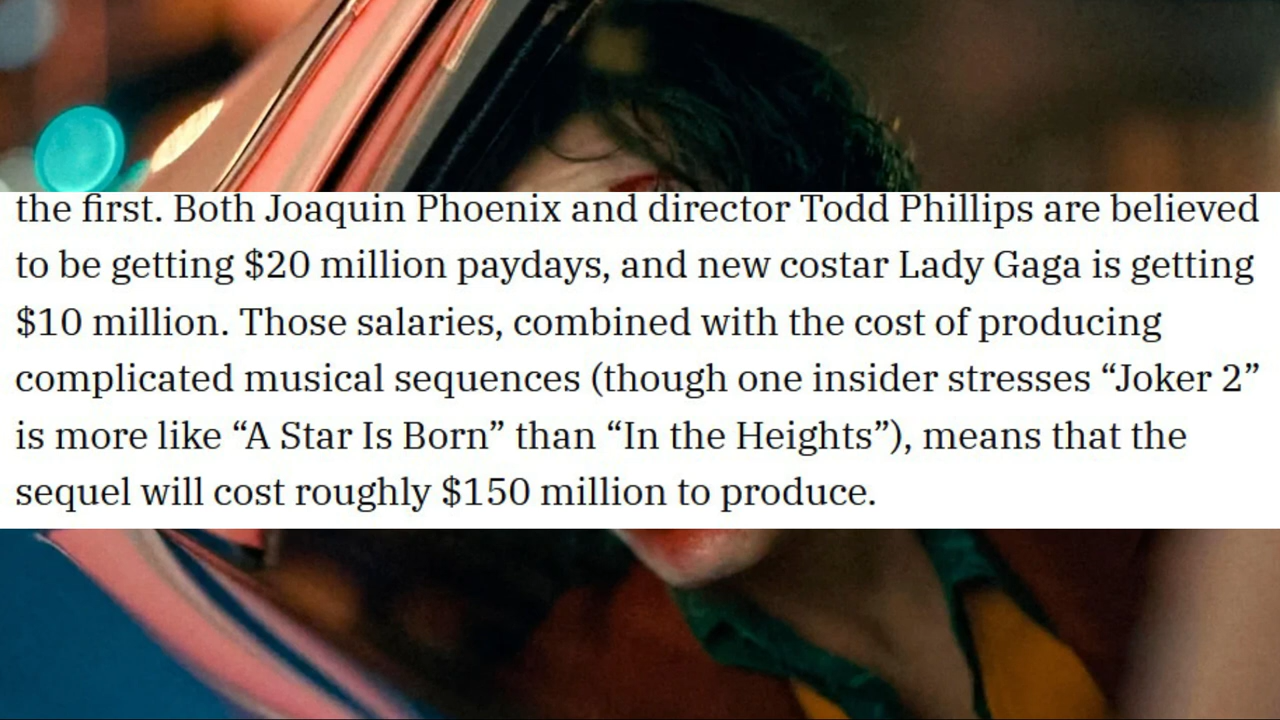 the first. Both Joaquin Phoenix and director Todd Phillips are believed
to be getting $20 million paydays, and new costar Lady Gaga is getting
$10 million. Those salaries, combined with the cost of producing
complicated musical sequences (though one insider stresses “Joker 2”
is more like “A Star Is Born” than “In the Heights”), means that the
sequel will cost roughly $150 million to produce.